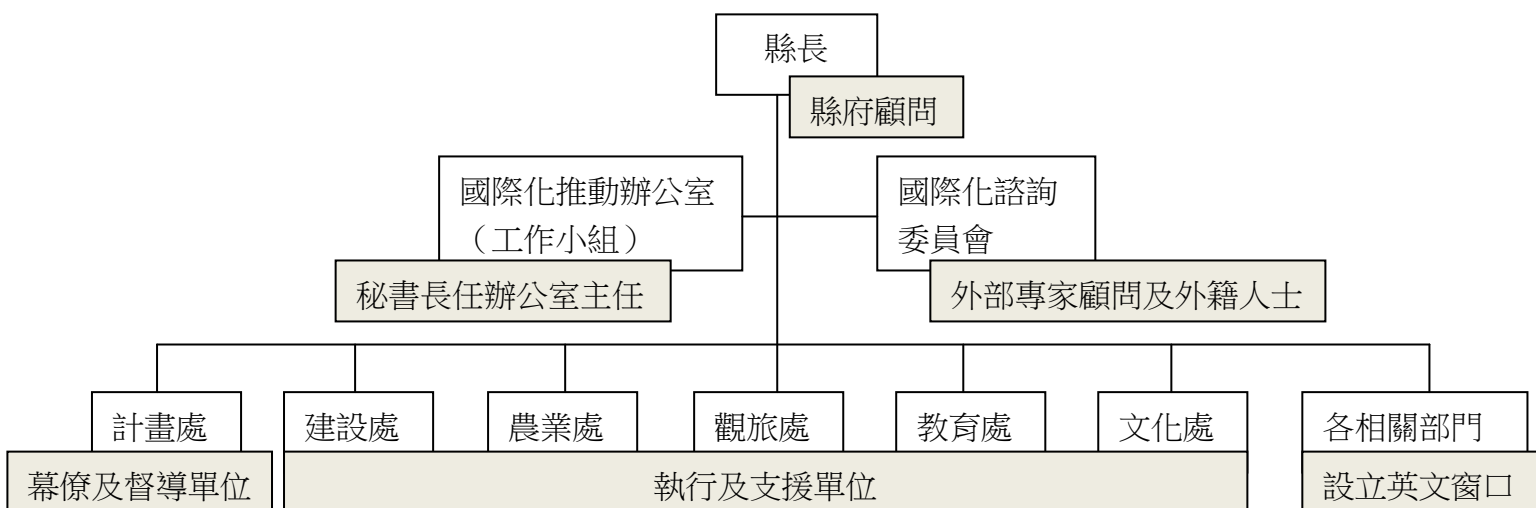 縣長
縣府顧問
國際化推動辦公室
（工作小組）
國際化諮詢
委員會
秘書長任辦公室主任
外部專家顧問及外籍人士
計畫處
建設處
農業處
觀旅處
教育處
文化處
各相關部門
幕僚及督導單位
執行及支援單位
設立英文窗口